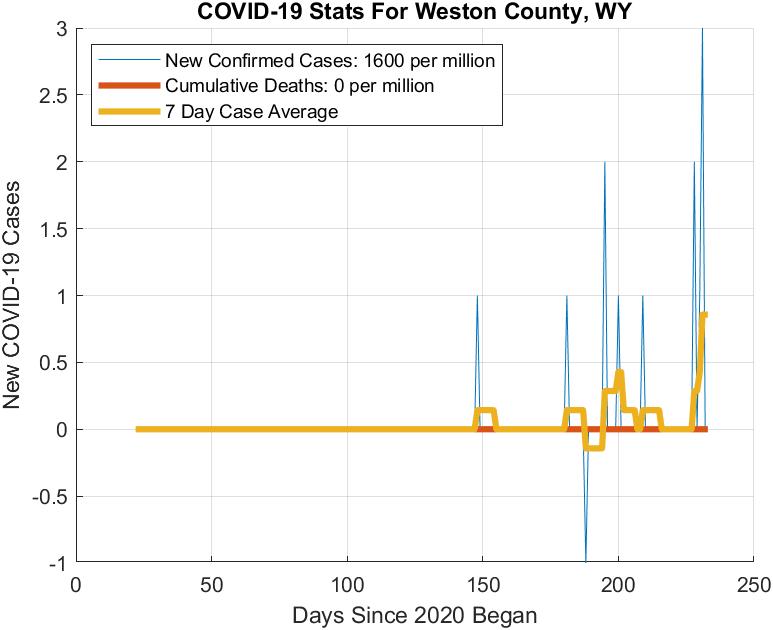 COVID-19 Stats For Weston County, WY
New Confirmed Cases: 1600 per million
Cumulative Deaths: 0 per million
7 Day Case Average
New COVID-19 Cases
3
2.5
2
1.5
1
0.5
0
-0.5
-1
0 50 100 150 200 250
Days Since 2020 Began